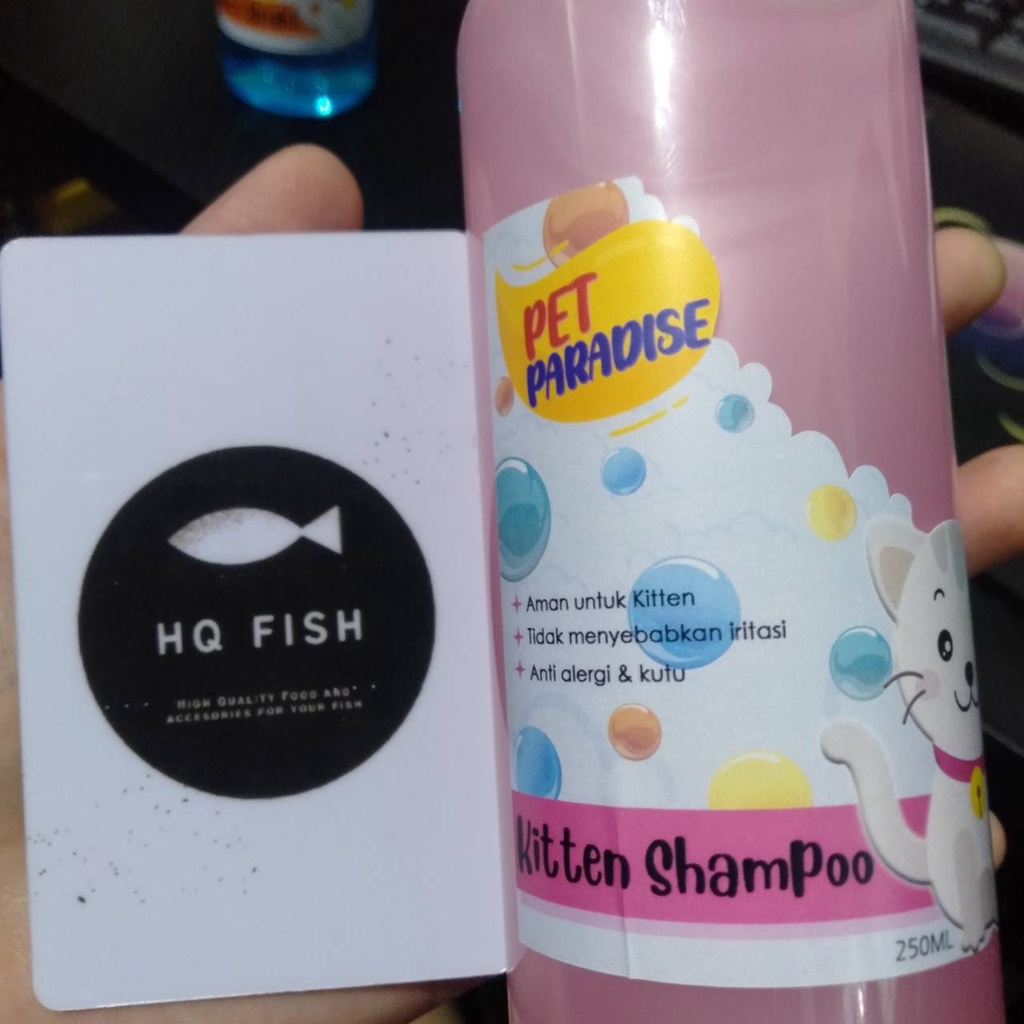 HQ FISH
HIGH QUALITY FOOD AND
ACCESORIES FOR YOUR FISH
PET
PARADISE
Aman untuk Kitten
Tidak menyebabkan iritasi
Anti alergi & kutu
Kitten Shampoo
250ML